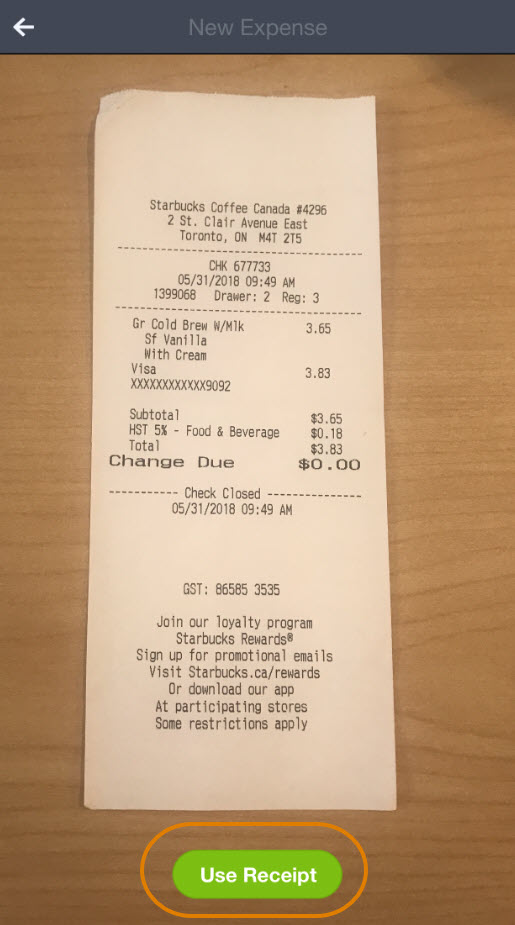 New Expense
Starbucks Coffee Canada #4296
2 St. Clair Avenue East
Toronto, ON M4T 2T5
CHK 677733
05/31/2018 09:49 AM
1399068 Drawer: 2 Reg: 3
Gr Cold Brew W/Mlk 3.65
Sf Vanilla
With Cream
Visa 3.83
XXXXXXXXXXXX9092
Subtotal $3.65
HST 5% - Food & Beverage $0.18
Total $3.83
Change Due $0.00
---------- Check Closed --------------
05/31/2018 09:49 AM
GST: 86585 3535
Join our loyalty program
Starbucks Rewards®
Sign up for promotional emails
Visit Starbucks.ca/rewards
Or download our app
At participating stores
Some restrictions apply
Use Receipt